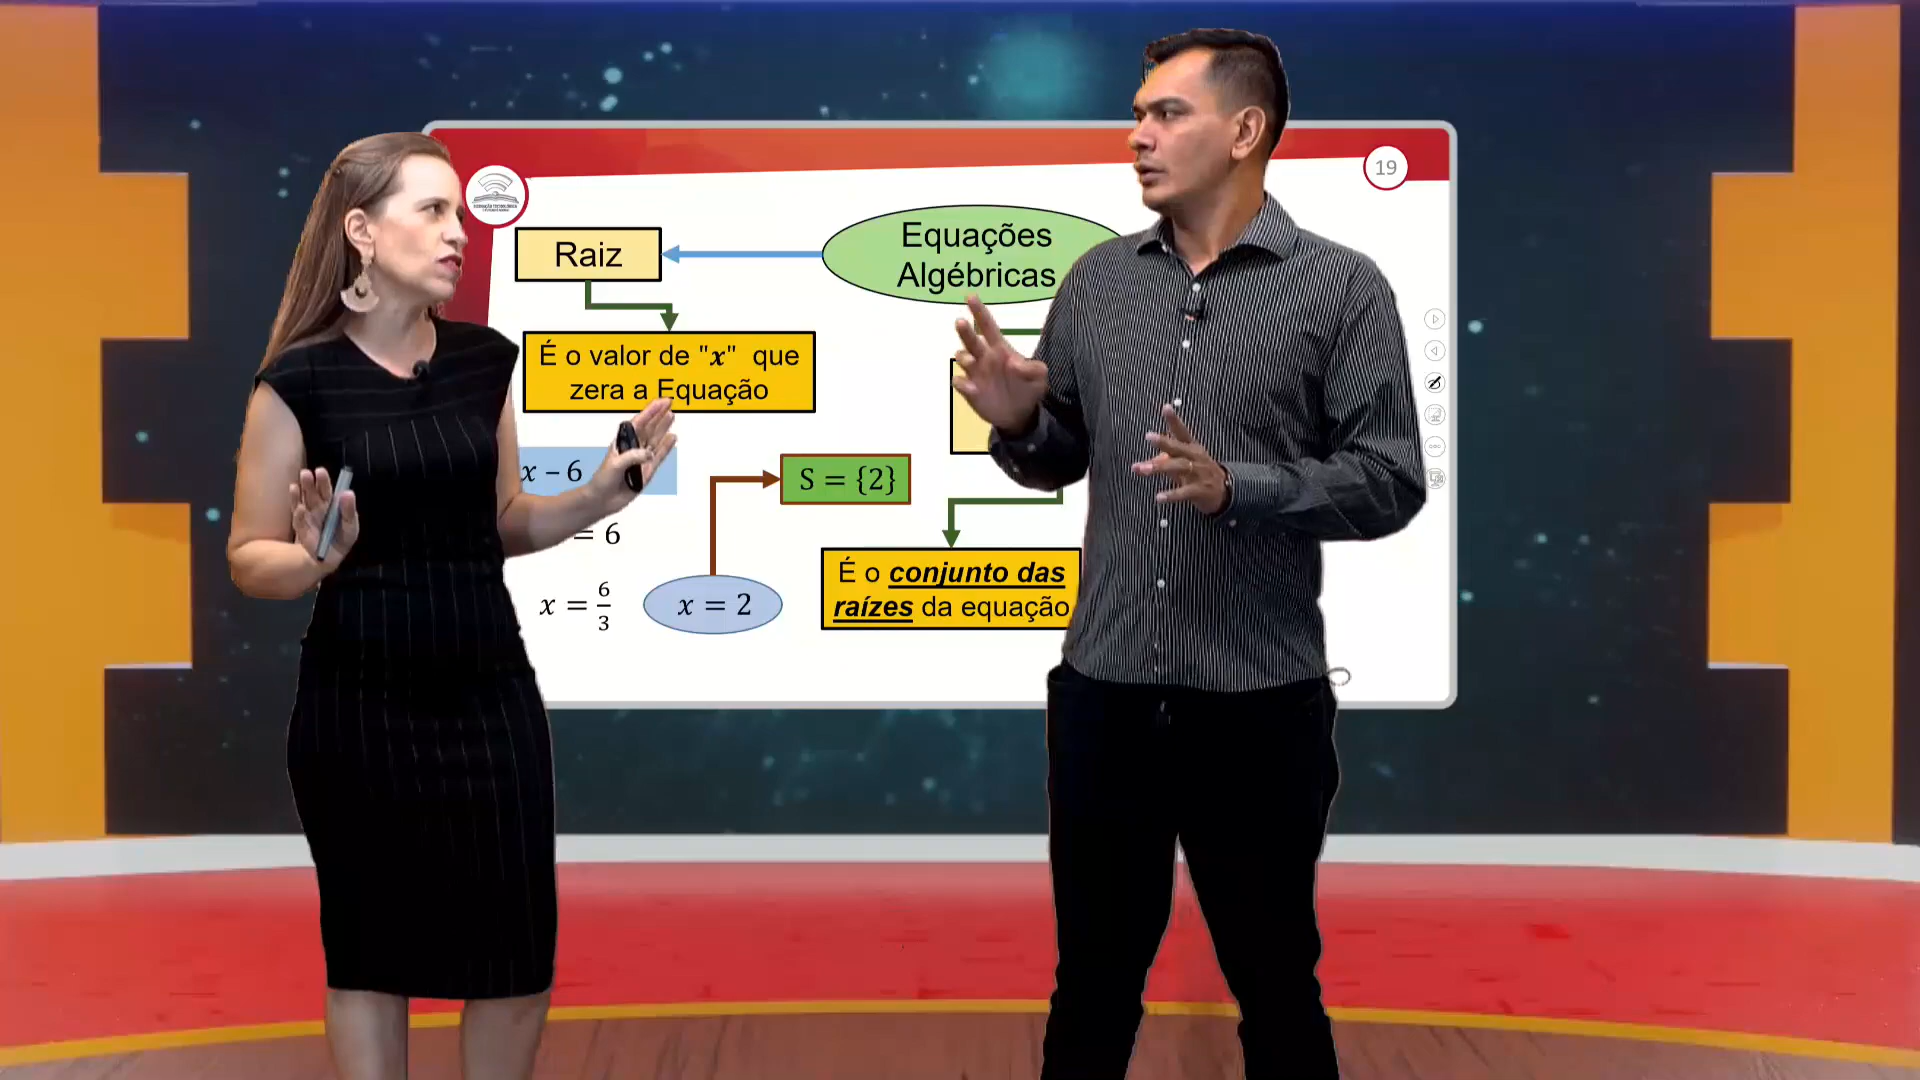 19
Equações
Algébricas
Raiz
É o valor de "x" que
zera a Equação
x – 6
= 6
x = 6/3
x = 2
S = {2}
É o conjunto das
raízes da equação